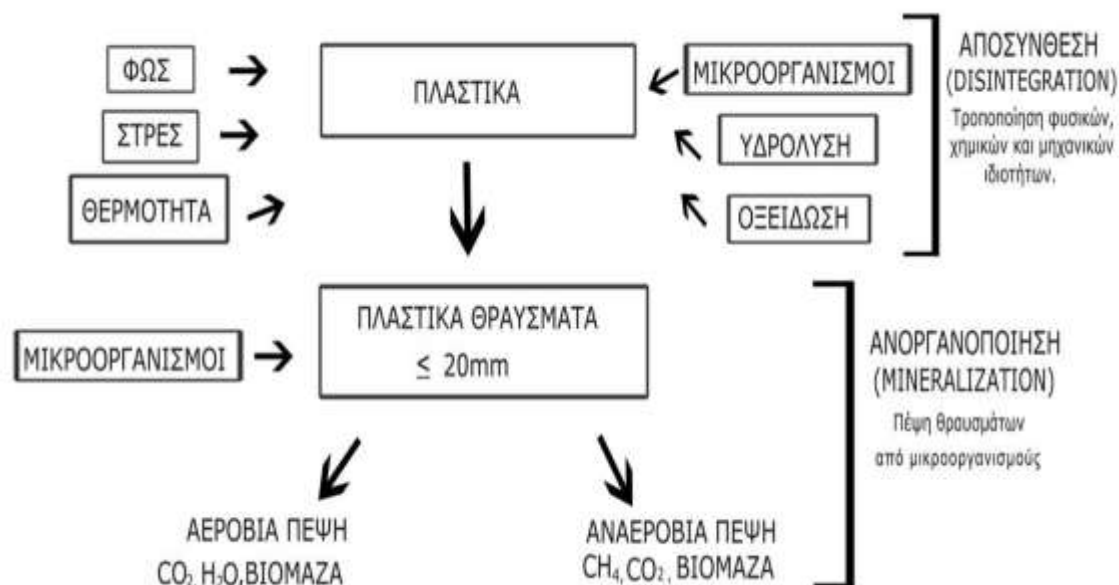 ΦΩΣ
ΣΤΡΕΣ
ΘΕΡΜΟΤΗΤΑ
ΠΛΑΣΤΙΚΑ
ΜΙΚΡΟΟΡΓΑΝΙΣΜΟΙ
ΥΔΡΟΛΥΣΗ
ΟΞΕΙΔΩΣΗ
ΑΠΟΣΥΝΘΕΣΗ
(DISINTEGRATION)
Τροποποίηση φυσικών,
χημικών και μηχανικών
ιδιοτήτων.
ΜΙΚΡΟΟΡΓΑΝΙΣΜΟΙ
ΠΛΑΣΤΙΚΑ ΘΡΑΥΣΜΑΤΑ
≤ 20mm
ΑΝΟΡΓΑΝΟΠΟΙΗΣΗ
(MINERALIZATION)
Πέψη θραυσμάτων
από μικροοργανισμούς
ΑΕΡΟΒΙΑ ΠΕΨΗ
CO₂ H₂O,ΒΙΟΜΑΖΑ
ΑΝΑΕΡΟΒΙΑ ΠΕΨΗ
CH₄, CO₂, ΒΙΟΜΑΖΑ